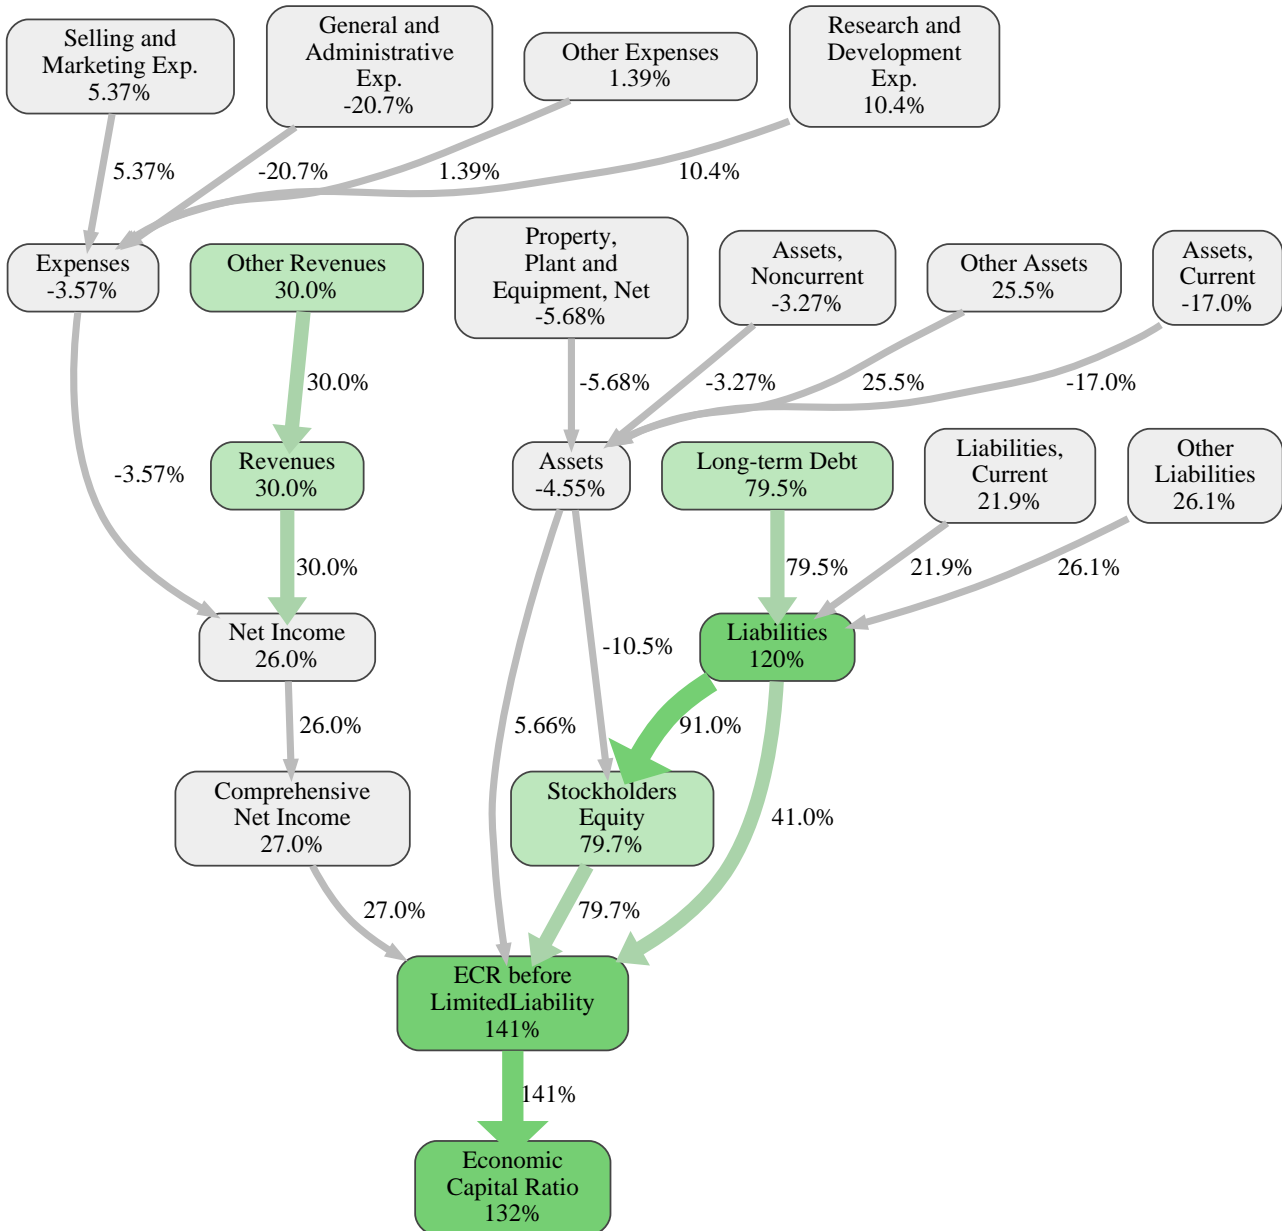 Selling and
Marketing Exp.
5.37%
General and
Administrative
Exp.
-20.7%
Other Expenses
1.39%
Research and
Development
Exp.
10.4%
5.37%
-20.7%
1.39%
10.4%
Expenses
-3.57%
Other Revenues
30.0%
Property,
Plant and
Equipment, Net
-5.68%
Assets,
Noncurrent
-3.27%
Other Assets
25.5%
Assets,
Current
-17.0%
30.0%
-5.68%
-3.27%
25.5%
-17.0%
-3.57%
Revenues
30.0%
Assets
-4.55%
Long-term Debt
79.5%
Liabilities,
Current
21.9%
Other
Liabilities
26.1%
30.0%
79.5%
21.9%
26.1%
Net Income
26.0%
-10.5%
Liabilities
120%
26.0%
5.66%
91.0%
Comprehensive
Net Income
27.0%
Stockholders
Equity
79.7%
41.0%
27.0%
79.7%
ECR before
LimitedLiability
141%
141%
Economic
Capital Ratio
132%